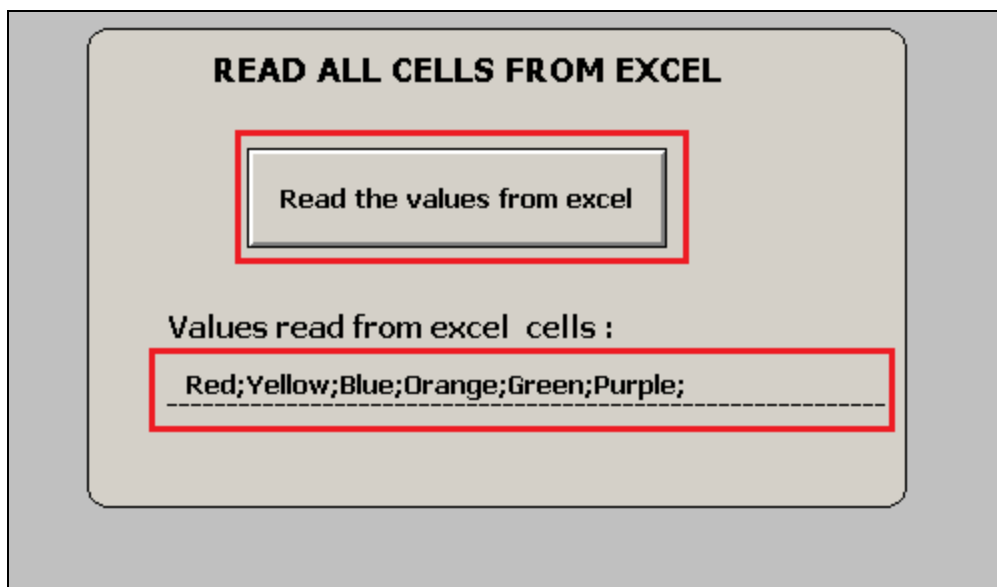 READ ALL CELLS FROM EXCEL
Read the values from excel
Values read from excel cells :
Red;Yellow;Blue;Orange;Green;Purple;